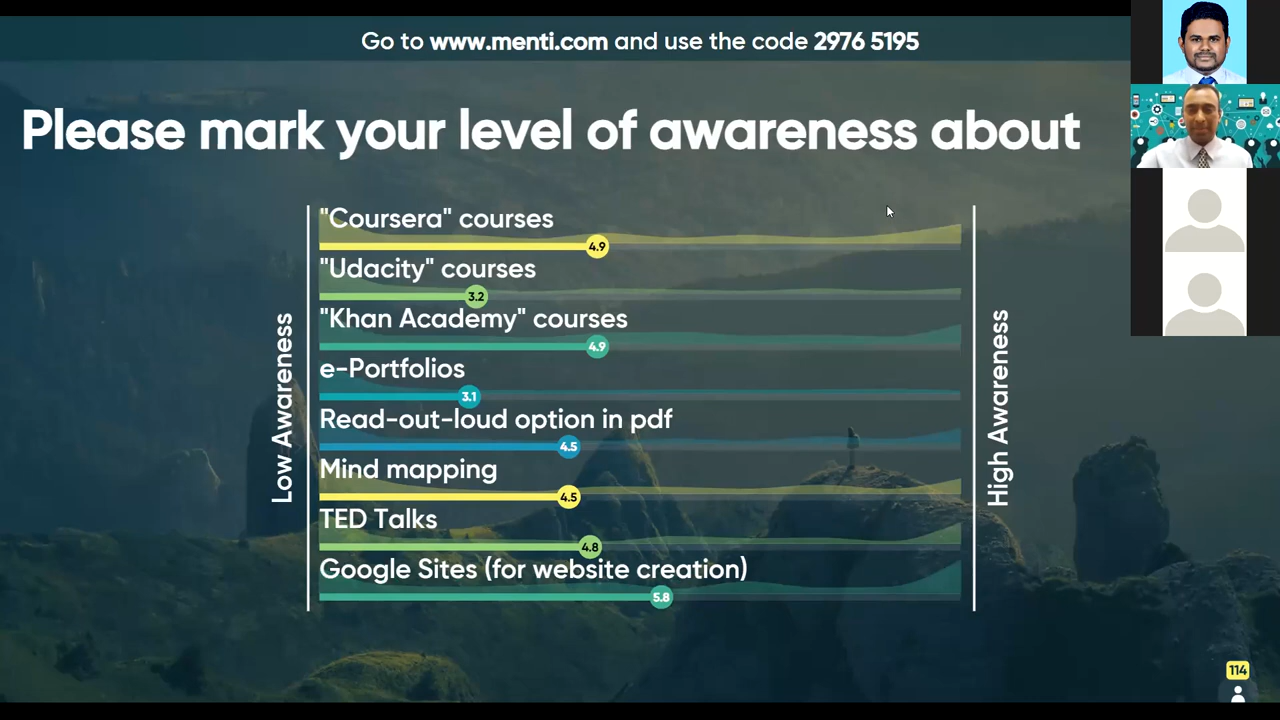 Go to www.menti.com and use the code 2976 5195
Please mark your level of awareness about
"Coursera" courses
4.9
"Udacity" courses
3.2
"Khan Academy" courses
4.9
e-Portfolios
3.1
Read-out-loud option in pdf
4.5
Mind mapping
4.5
TED Talks
4.8
Google Sites (for website creation)
5.8
Low Awareness
High Awareness
114